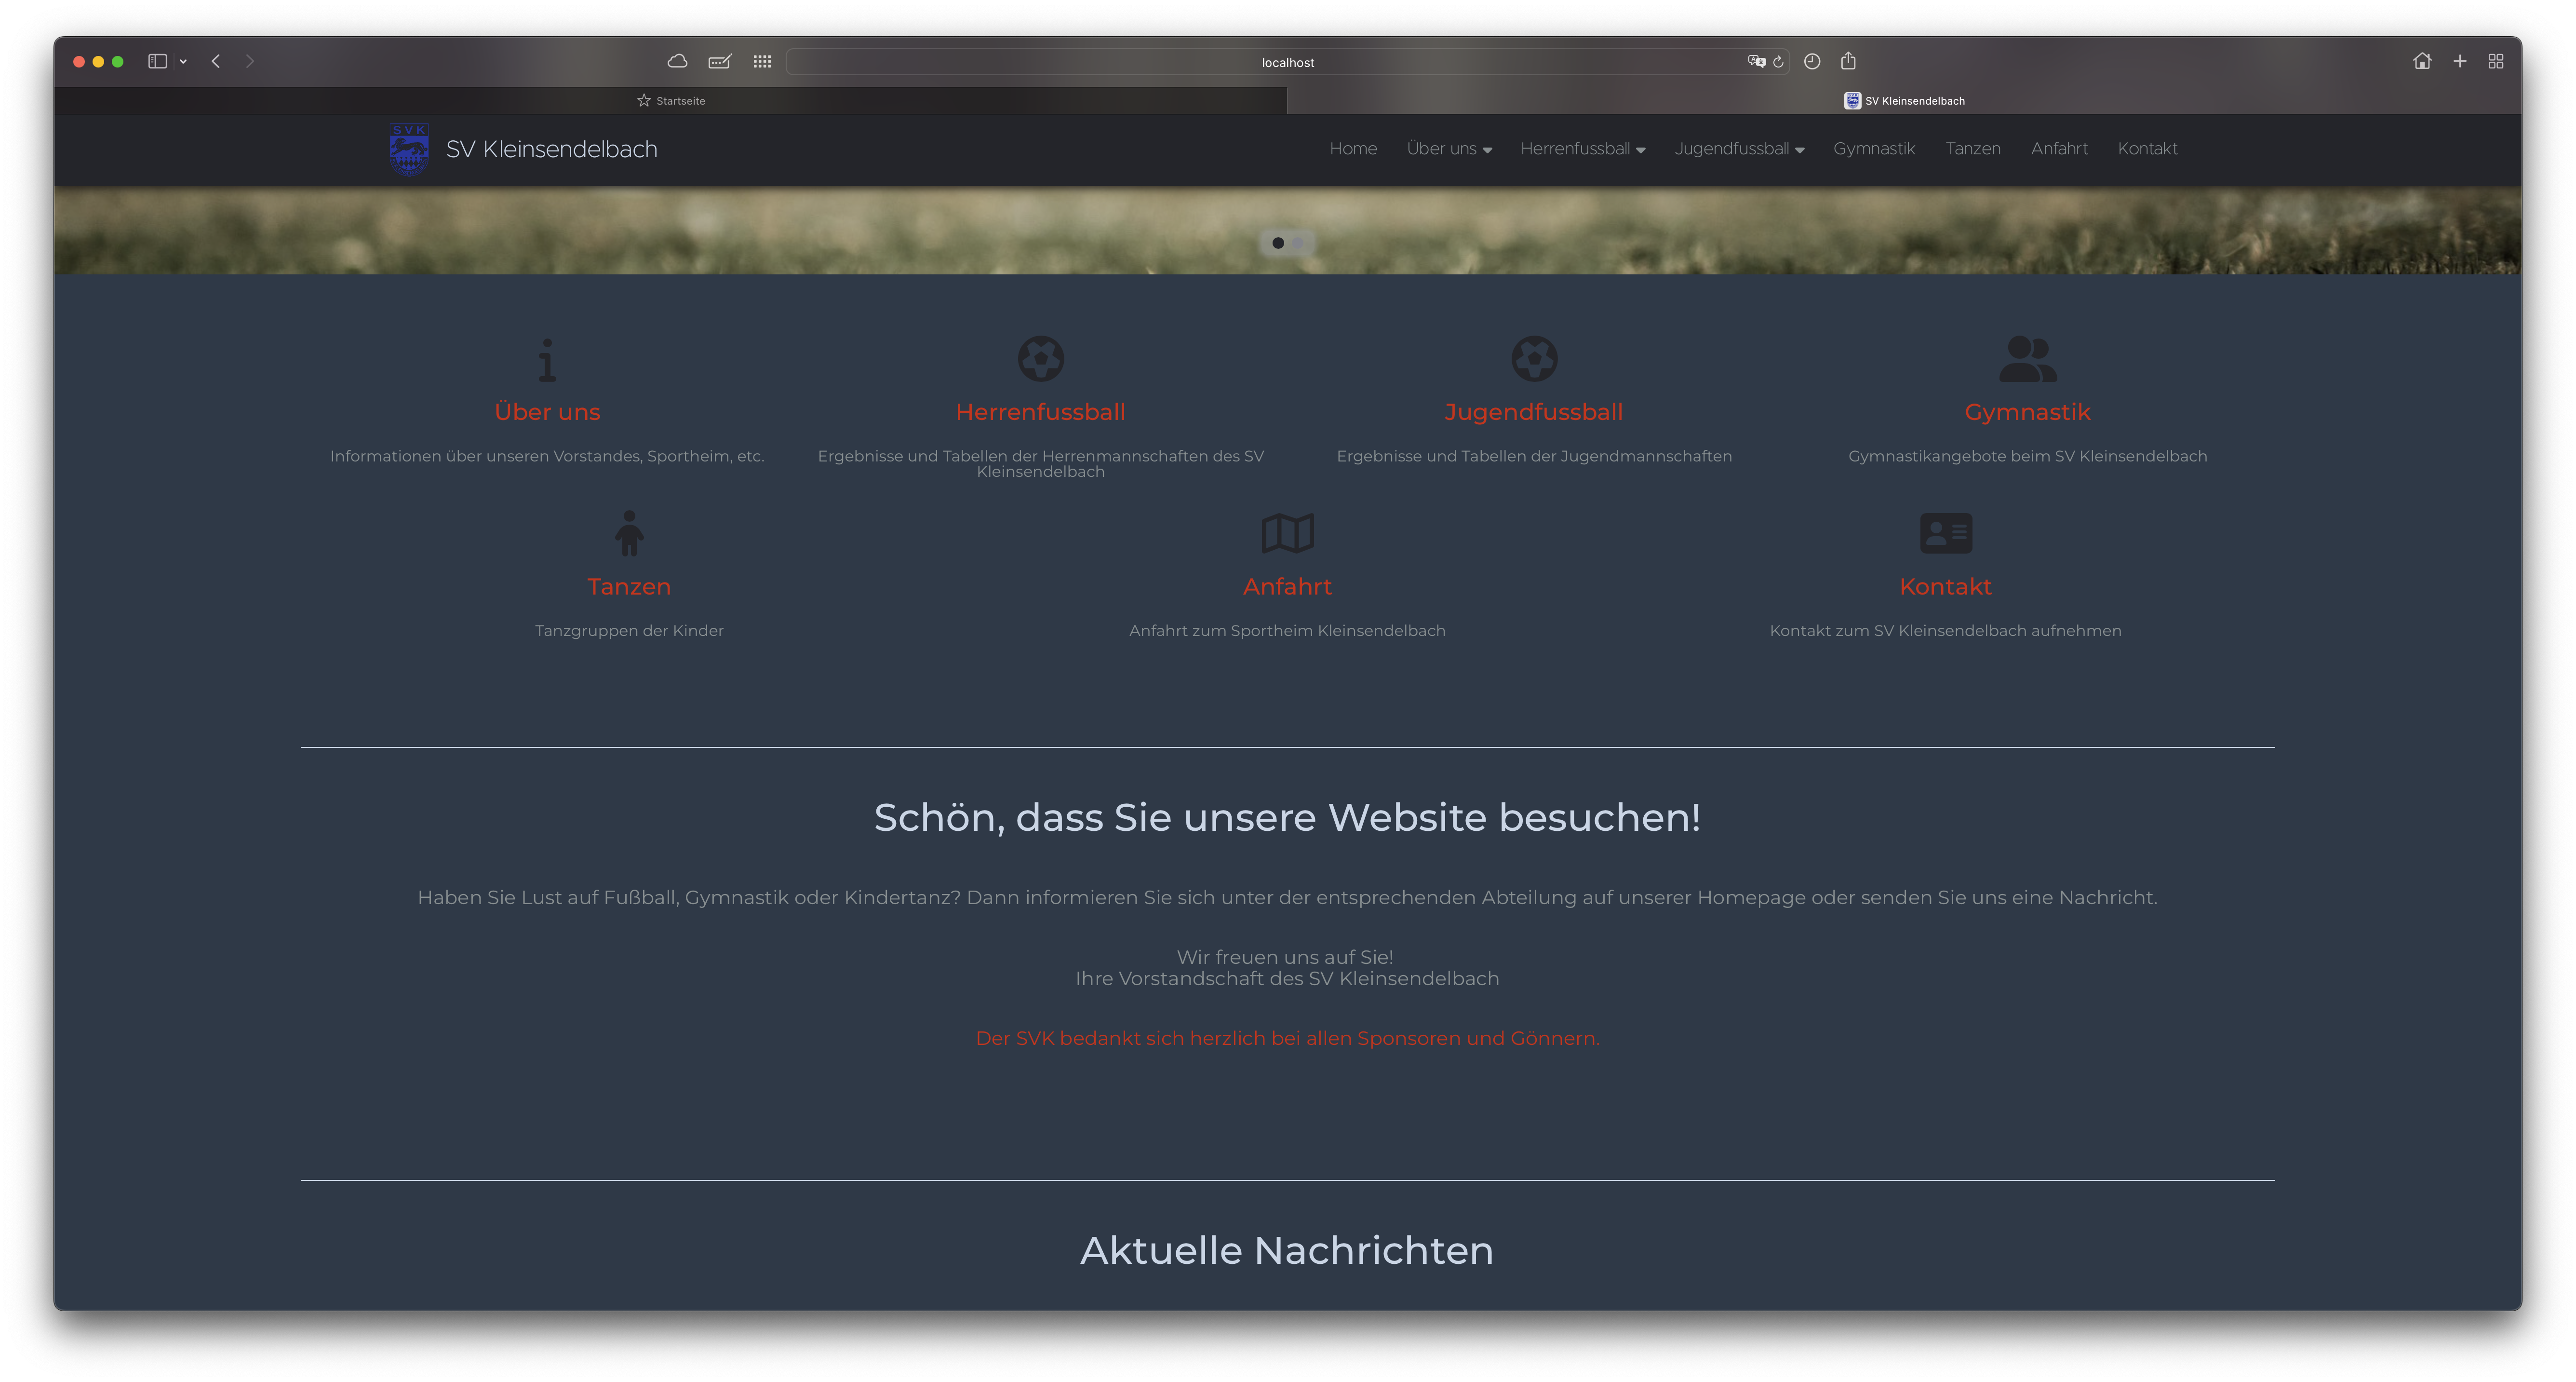 localhost
Startseite
SV Kleinsendelbach
SVK
SV Kleinsendelbach
Home Über uns Herrenfussball Jugendfussball Gymnastik Tanzen Anfahrt Kontakt
Über uns
Informationen über unseren Vorstandes, Sportheim, etc.
Herrenfussball
Ergebnisse und Tabellen der Herrenmannschaften des SV
Kleinsendelbach
Jugendfussball
Ergebnisse und Tabellen der Jugendmannschaften
Gymnastik
Gymnastikangebote beim SV Kleinsendelbach
Tanzen
Tanzgruppen der Kinder
Anfahrt
Anfahrt zum Sportheim Kleinsendelbach
Kontakt
Kontakt zum SV Kleinsendelbach aufnehmen
Schön, dass Sie unsere Website besuchen!
Haben Sie Lust auf Fußball, Gymnastik oder Kindertanz? Dann informieren Sie sich unter der entsprechenden Abteilung auf unserer Homepage oder senden Sie uns eine Nachricht.
Wir freuen uns auf Sie!
Ihre Vorstandschaft des SV Kleinsendelbach
Der SVK bedankt sich herzlich bei allen Sponsoren und Gönnern.
Aktuelle Nachrichten